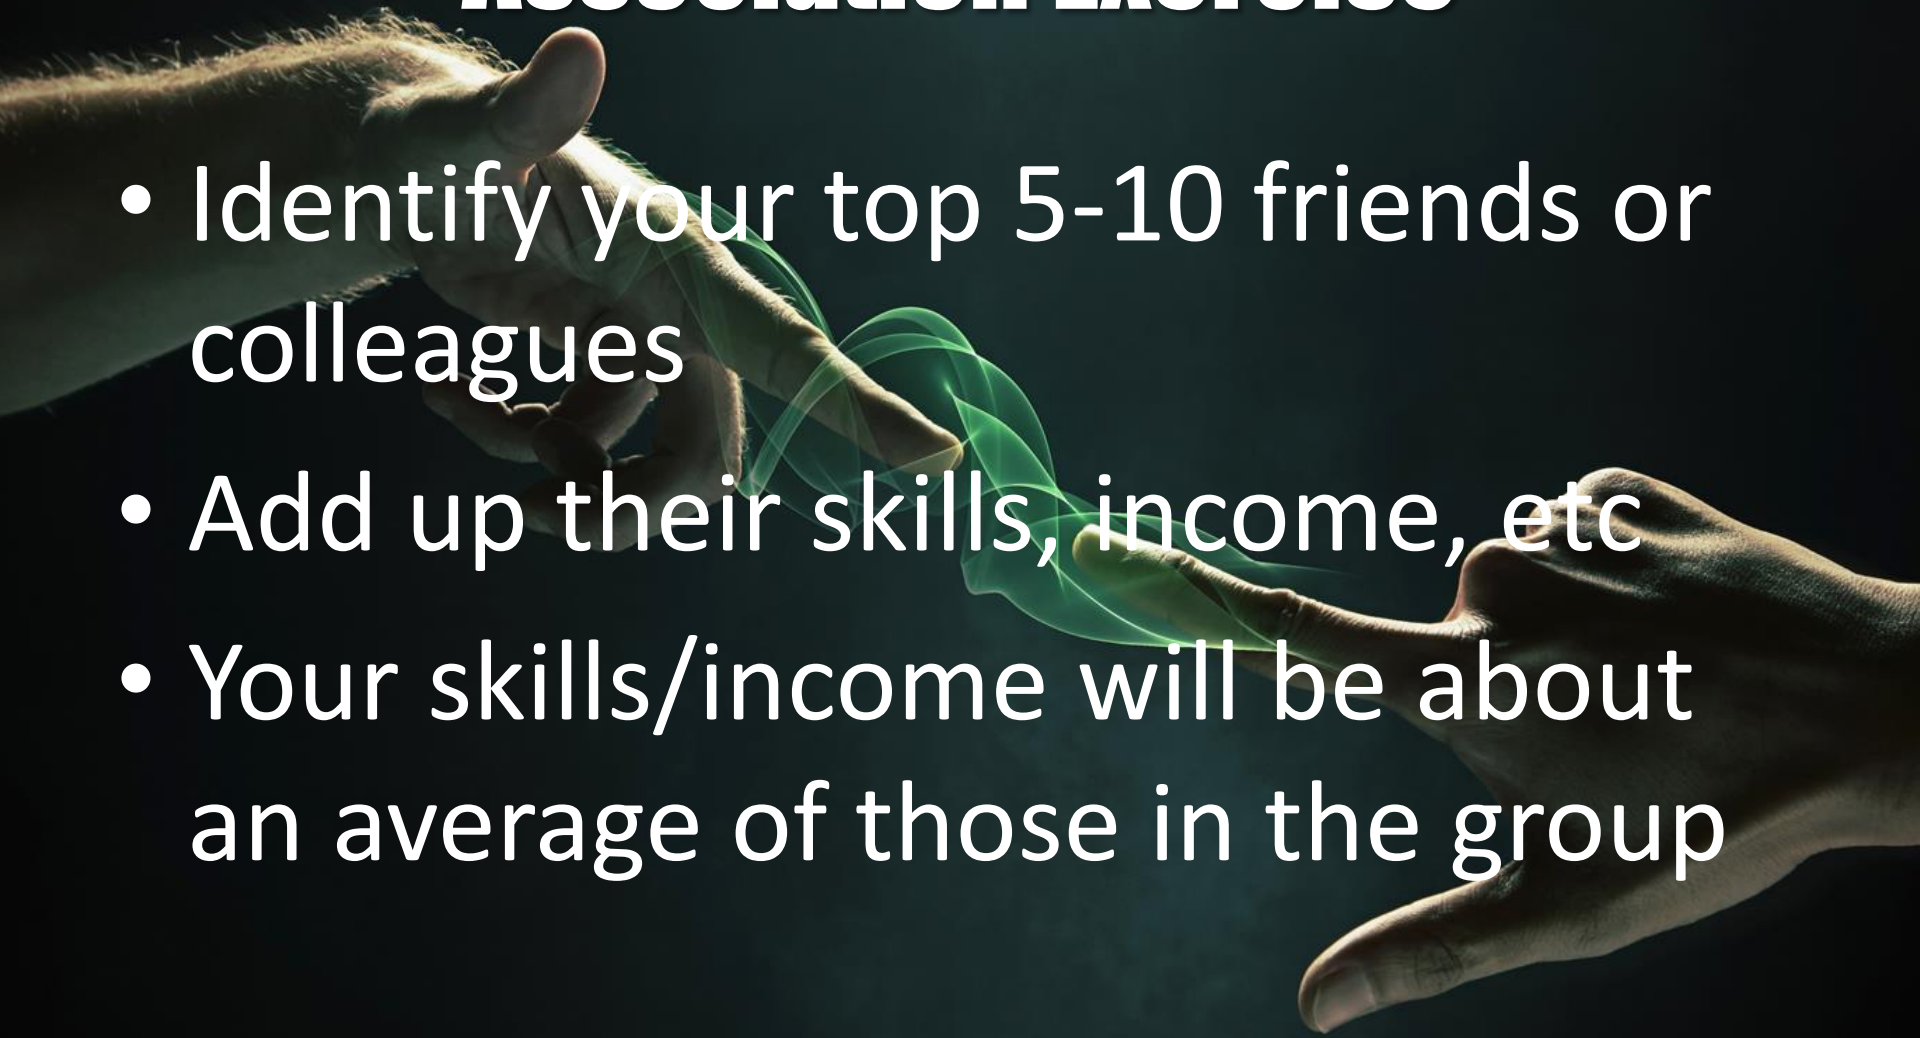 • Identify your top 5-10 friends or
colleagues
• Add up their skills, income, etc
• Your skills/income will be about
an average of those in the group